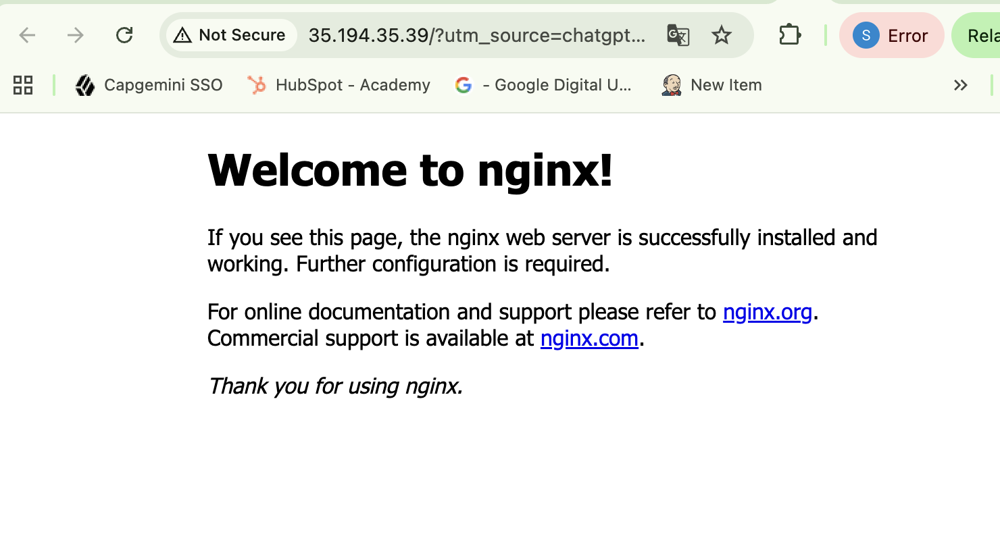 Not Secure 35.194.35.39/?utm_source=chatgpt... S Error
Capgemini SSO HubSpot - Academy - Google Digital U... New Item
Welcome to nginx!
If you see this page, the nginx web server is successfully installed and
working. Further configuration is required.
For online documentation and support please refer to nginx.org.
Commercial support is available at nginx.com.
Thank you for using nginx.